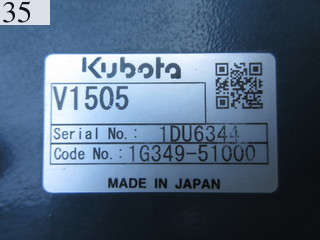 35
Kubota
V1505
Serial No.: 1DU6344
Code No.: 1G349-51000
MADE IN JAPAN